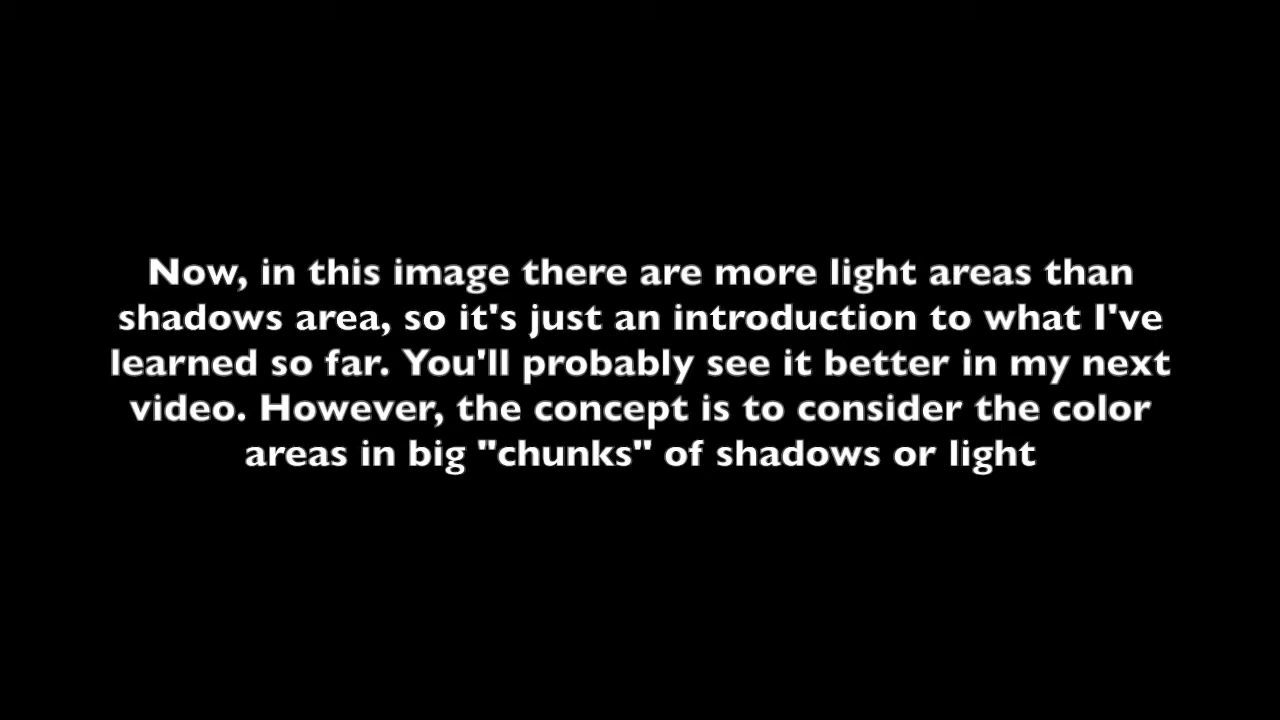 Now, in this image there are more light areas than
shadows area, so it's just an introduction to what I've
learned so far. You'll probably see it better in my next
video. However, the concept is to consider the color
areas in big "chunks" of shadows or light